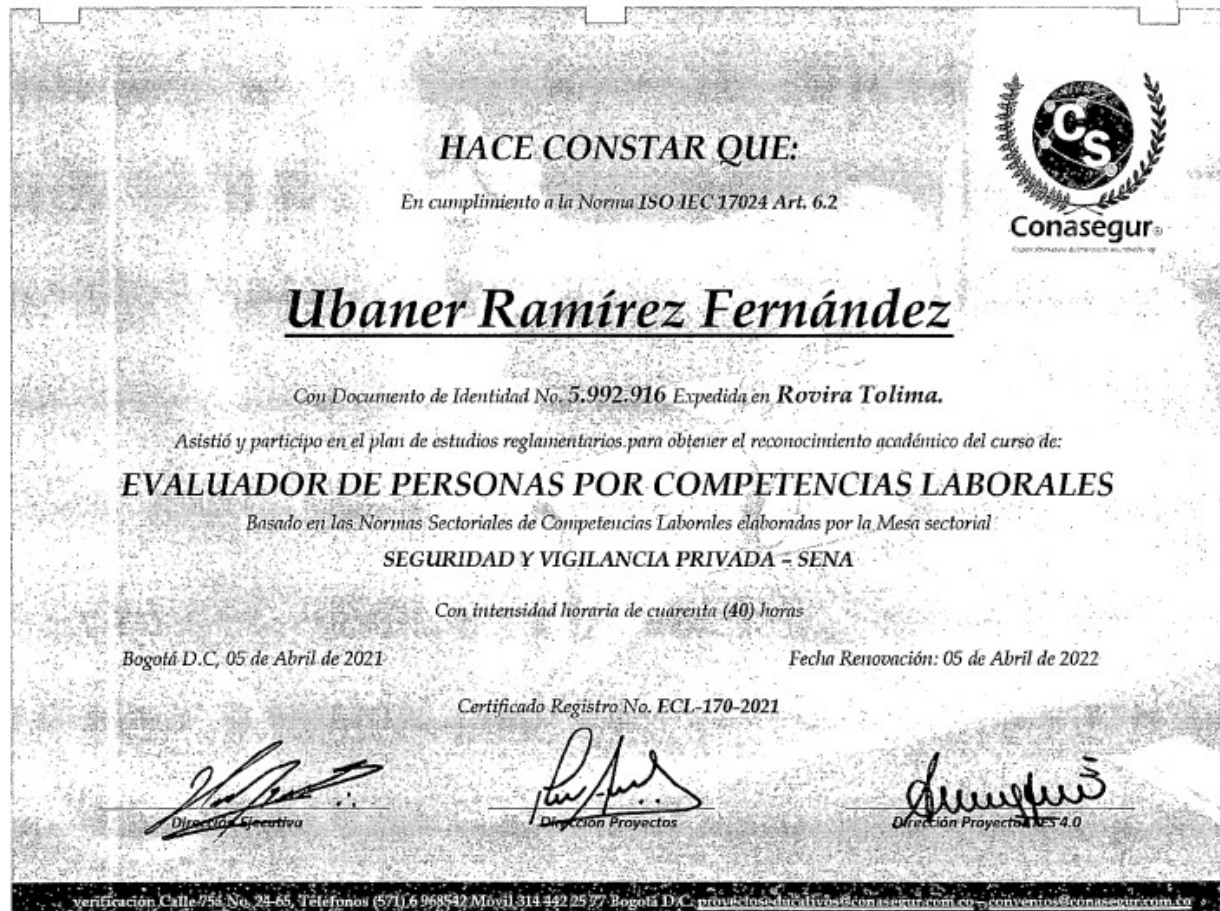 CS
Conasegur®
HACE CONSTAR QUE:
En cumplimiento a la Norma ISO IEC 17024 Art. 6.2
Ubaner Ramírez Fernández
Con Documento de Identidad No. 5.992.916 Expedida en Rovira Tolima.
Asistió y participo en el plan de estudios reglamentarios para obtener el reconocimiento académico del curso de:
EVALUADOR DE PERSONAS POR COMPETENCIAS LABORALES
Basado en las Normas Sectoriales de Competencias Laborales elaboradas por la Mesa sectorial
SEGURIDAD Y VIGILANCIA PRIVADA – SENA
Con intensidad horaria de cuarenta (40) horas
Bogotá D.C, 05 de Abril de 2021 Fecha Renovación: 05 de Abril de 2022
Certificado Registro No. ECL-170-2021
Dirección Ejecutiva Dirección Proyectos Dirección Proyectos 4.0
verificación Calle 75a No. 24-65, Teléfonos (571) 6 968542 Móvil 314 442 25 77 Bogotá D.C. proyectoseducativos@conasegur.com.co – convenios@conasegur.com.co